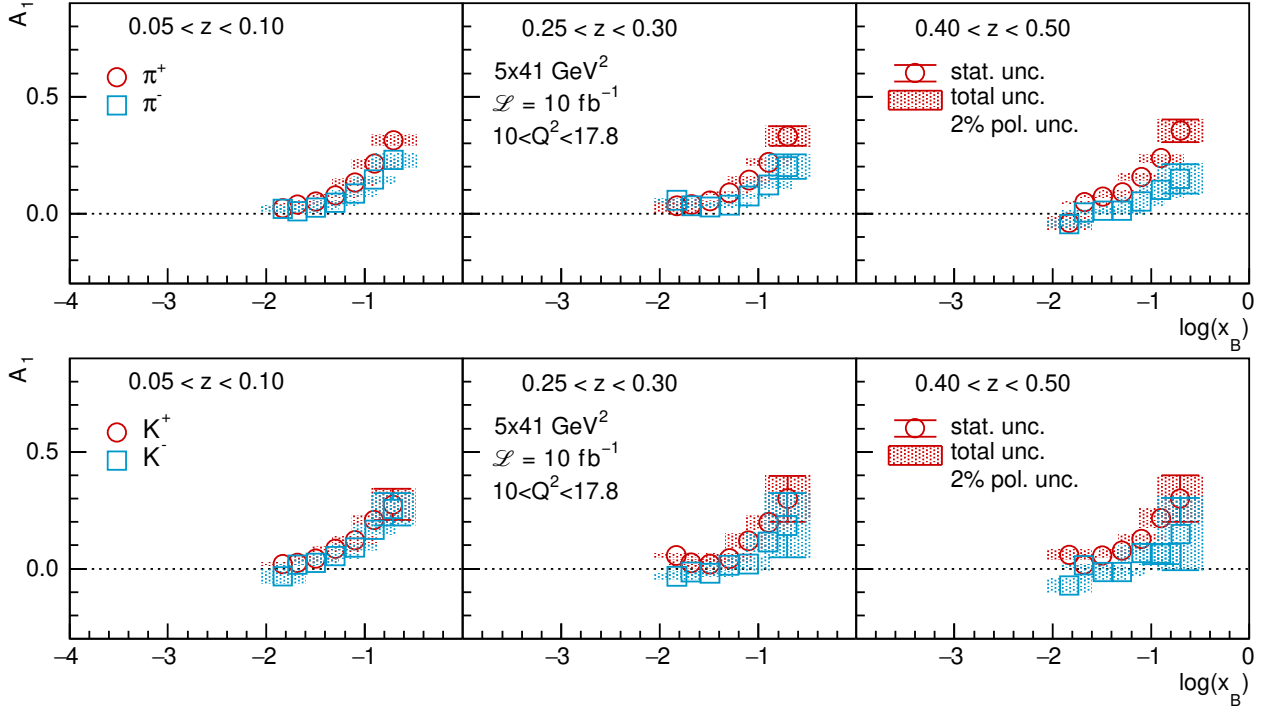 A₁
0.05 < z < 0.10
0.25 < z < 0.30
0.40 < z < 0.50
π⁺
π⁻
5x41 GeV²
ℒ = 10 fb⁻¹
10<Q²<17.8
stat. unc.
total unc.
2% pol. unc.
0.5
0.0
−4 −3 −2 −1 −3 −2 −1 −3 −2 −1 0
log(x_B)
A₁
0.05 < z < 0.10
0.25 < z < 0.30
0.40 < z < 0.50
K⁺
K⁻
5x41 GeV²
ℒ = 10 fb⁻¹
10<Q²<17.8
stat. unc.
total unc.
2% pol. unc.
0.5
0.0
−4 −3 −2 −1 −3 −2 −1 −3 −2 −1 0
log(x_B)